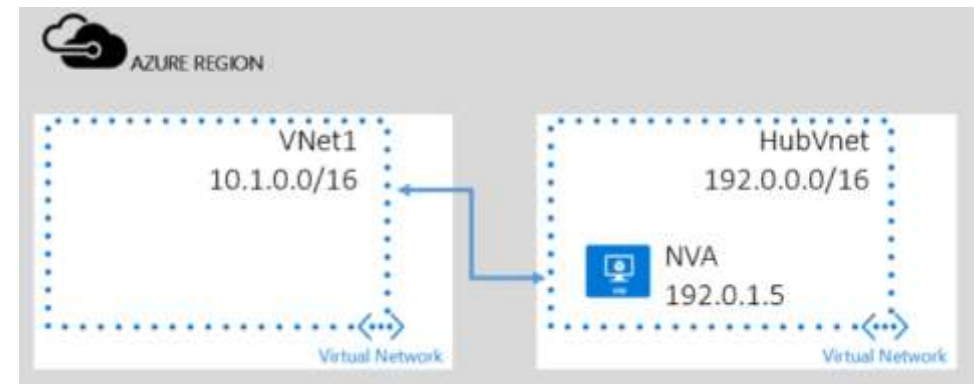 AZURE REGION
VNet1
10.1.0.0/16
Virtual Network
HubVnet
192.0.0.0/16
NVA
192.0.1.5
Virtual Network